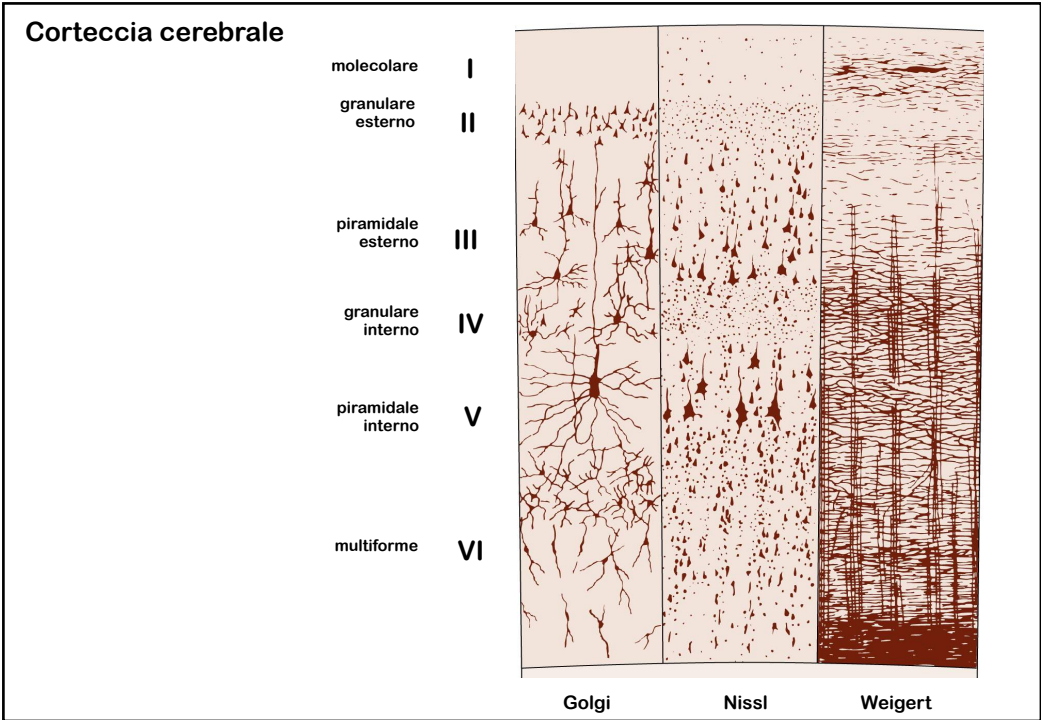 Corteccia cerebrale
molecolare I
granulare
esterno II
piramidale
esterno III
granulare
interno IV
piramidale
interno V
multiforme VI
Golgi Nissl Weigert